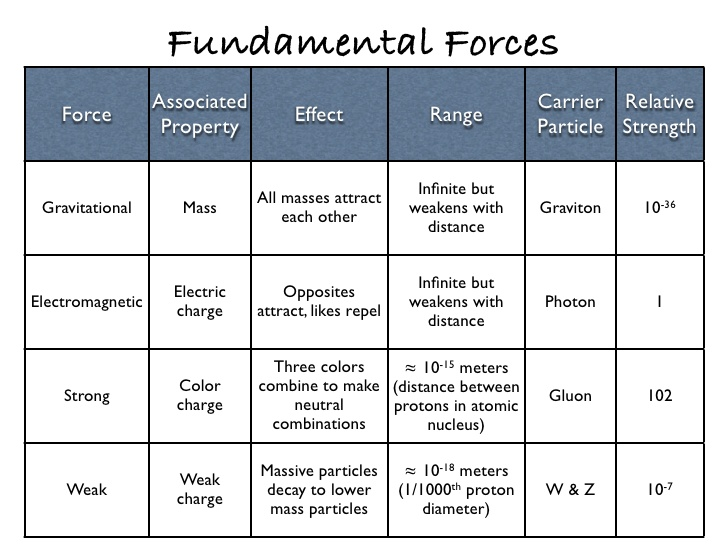 Fundamental Forces
Force
Associated
Property
Effect
Range
Carrier
Particle
Relative
Strength
Gravitational
Mass
All masses attract
each other
Infinite but
weakens with
distance
Graviton
10⁻³⁶
Electromagnetic
Electric
charge
Opposites
attract, likes repel
Infinite but
weakens with
distance
Photon
1
Strong
Color
charge
Three colors
combine to make
neutral
combinations
≈ 10⁻¹⁵ meters
(distance between
protons in atomic
nucleus)
Gluon
102
Weak
Weak
charge
Massive particles
decay to lower
mass particles
≈ 10⁻¹⁸ meters
(1/1000ᵗʰ proton
diameter)
W & Z
10⁻⁷